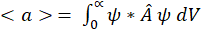 < a > = ∫₀^∝ ψ * Â ψ dV